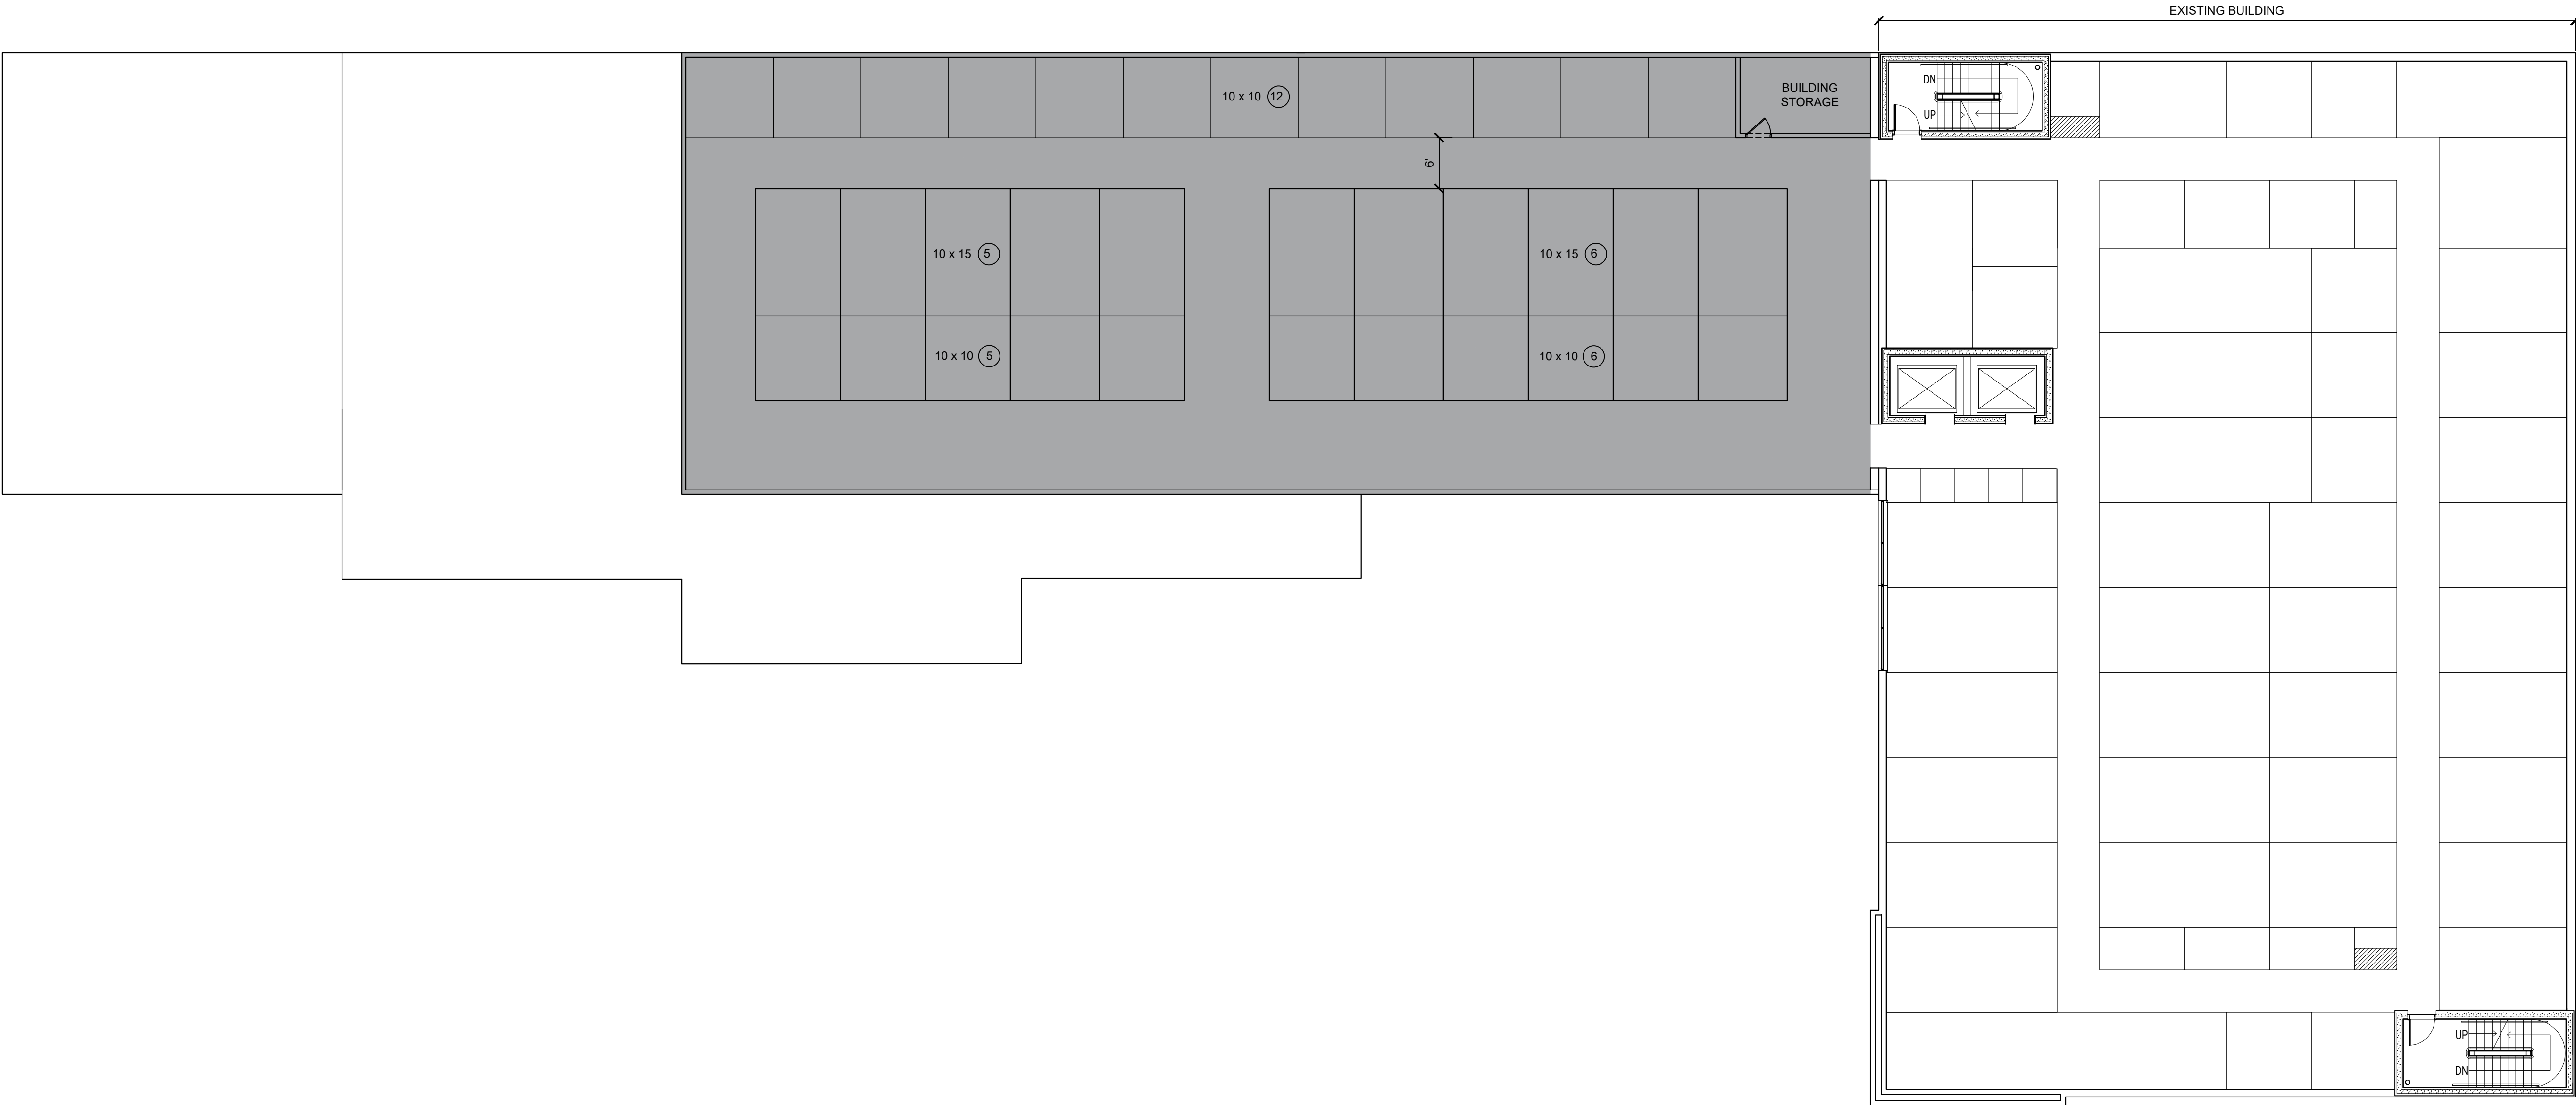 EXISTING BUILDING
DN
UP
10 x 10 12
BUILDING
STORAGE
6'
10 x 15 5
10 x 15 6
10 x 10 5
10 x 10 6
UP
DN